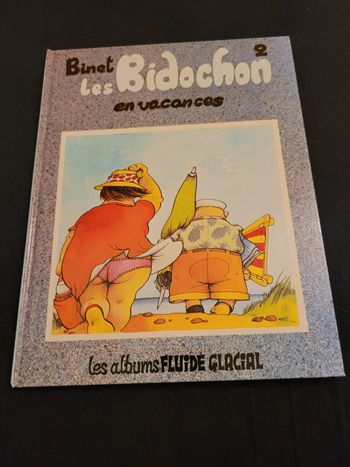 Binet 2
Les Bidochon
en vacances
les albums FLUIDE GLACIAL